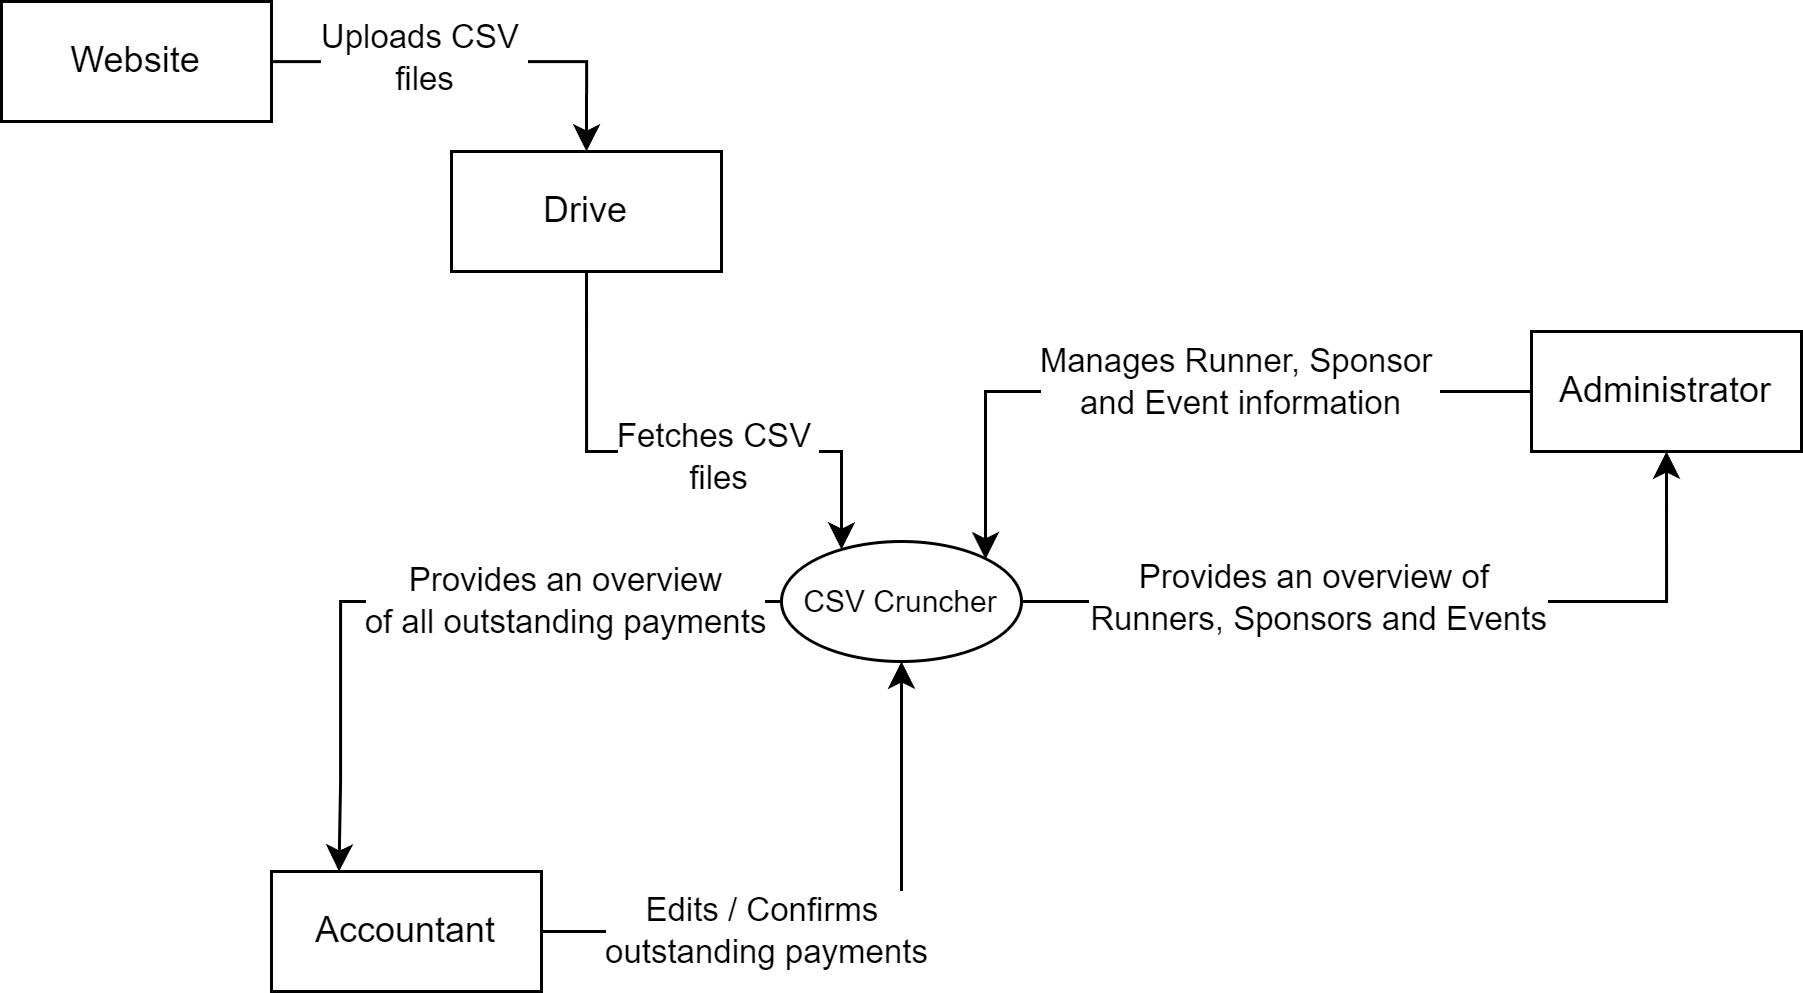 Website
Uploads CSV
files
Drive
Fetches CSV
files
Manages Runner, Sponsor
and Event information
Administrator
Provides an overview
of all outstanding payments
CSV Cruncher
Provides an overview of
Runners, Sponsors and Events
Accountant
Edits / Confirms
outstanding payments